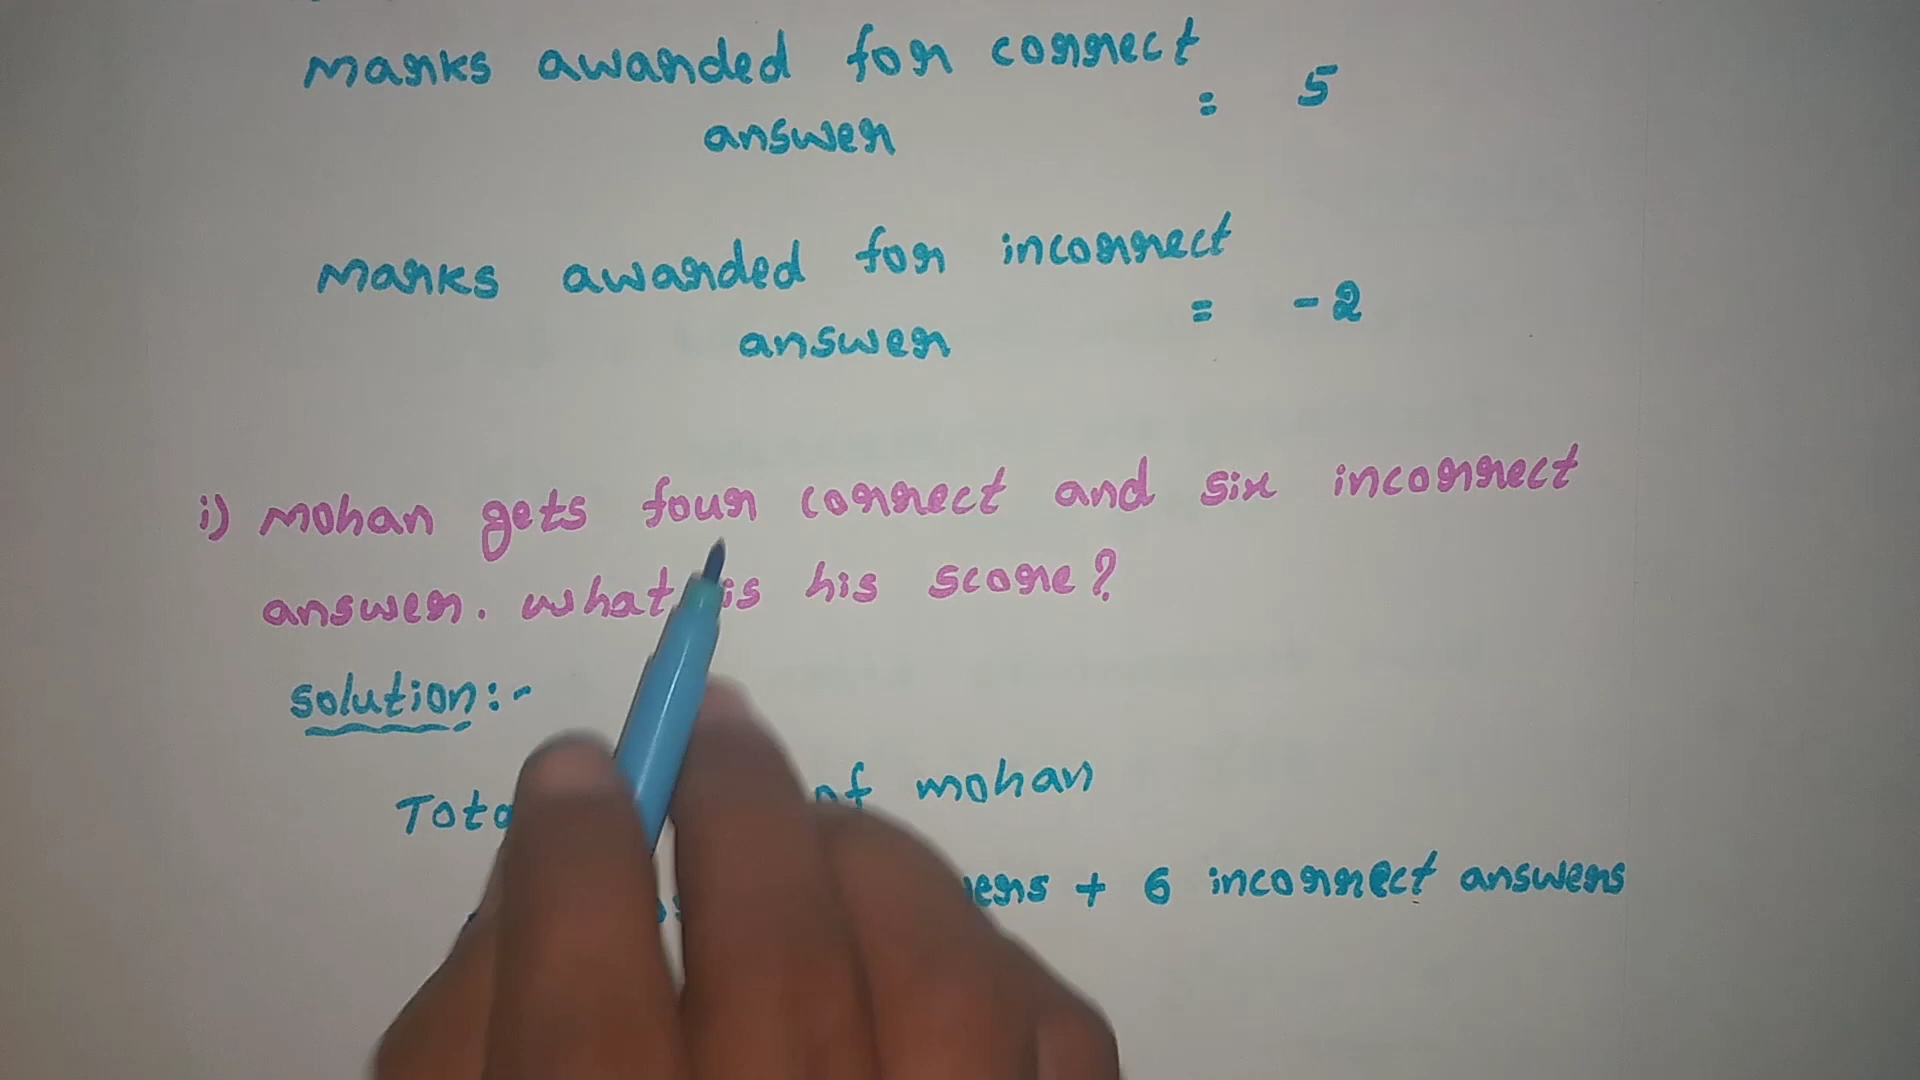 Marks awarded for correct
answer = 5
Marks awarded for incorrect
answer = -2
i) Mohan gets four correct and six incorrect
answer. what is his score?
Solution:-
of mohan
+ 6 incorrect answers